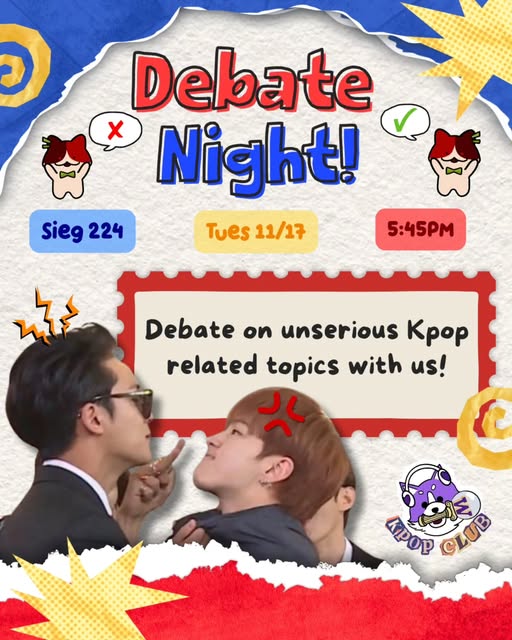 Debate
Night!
Sieg 224
Tues 11/17
5:45PM
Debate on unserious Kpop
related topics with us!
W
KPOP CLUB